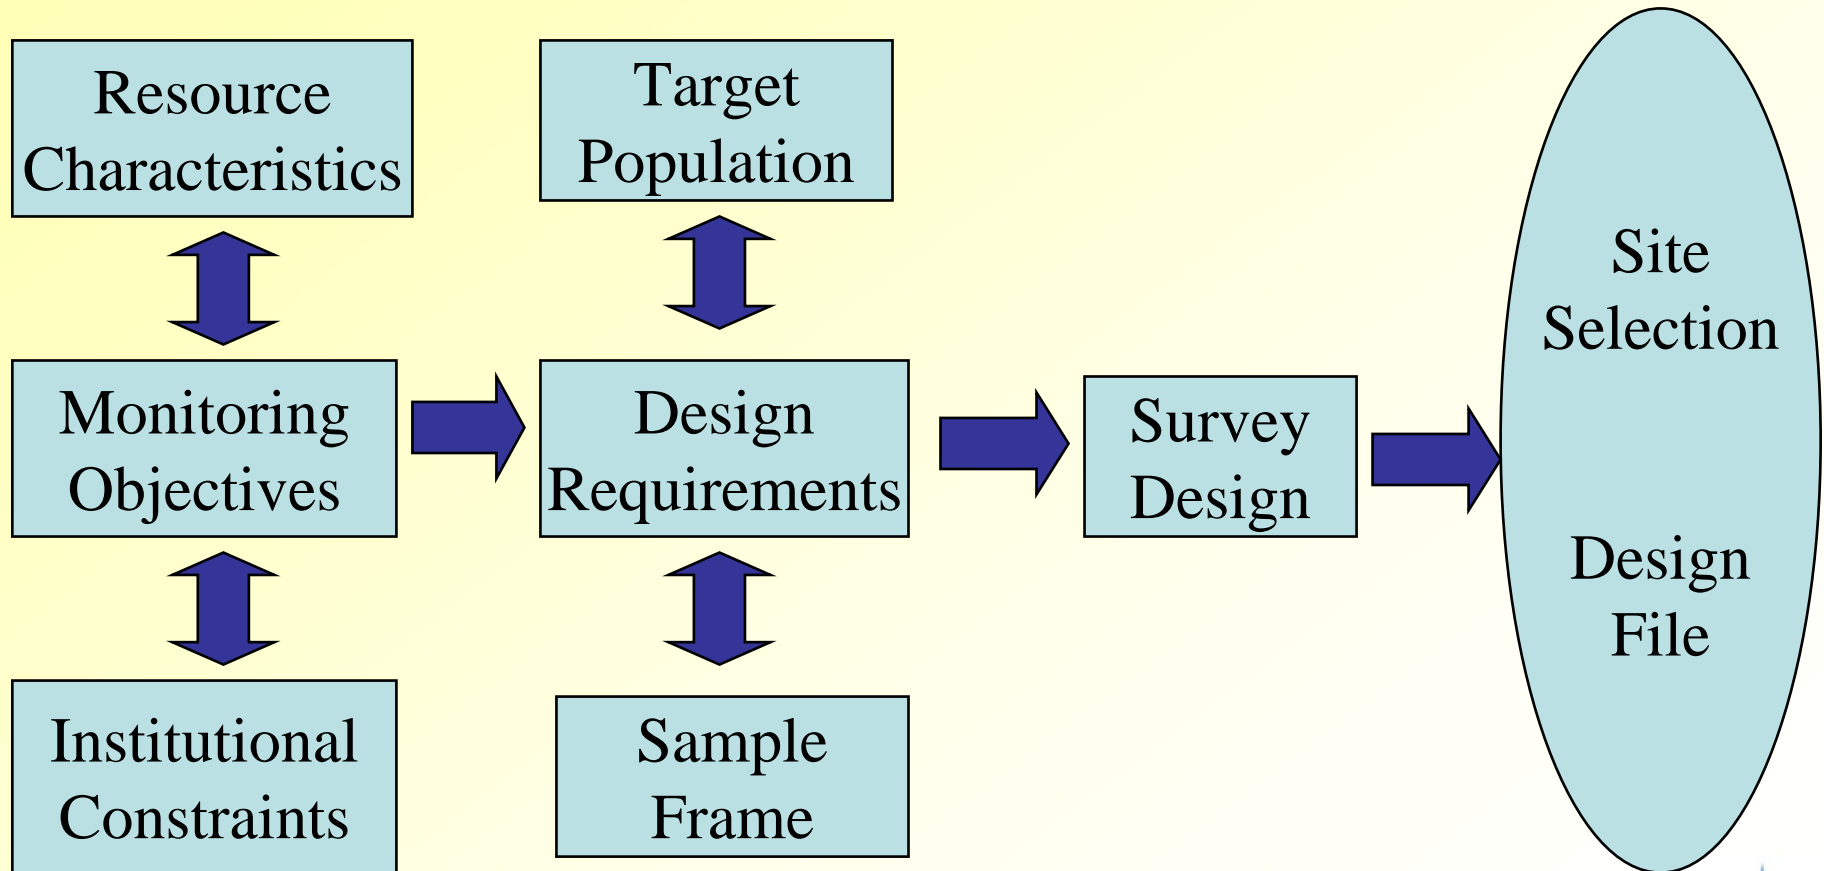 Resource
Characteristics
Target
Population
Monitoring
Objectives
Design
Requirements
Survey
Design
Site
Selection
Design
File
Institutional
Constraints
Sample
Frame